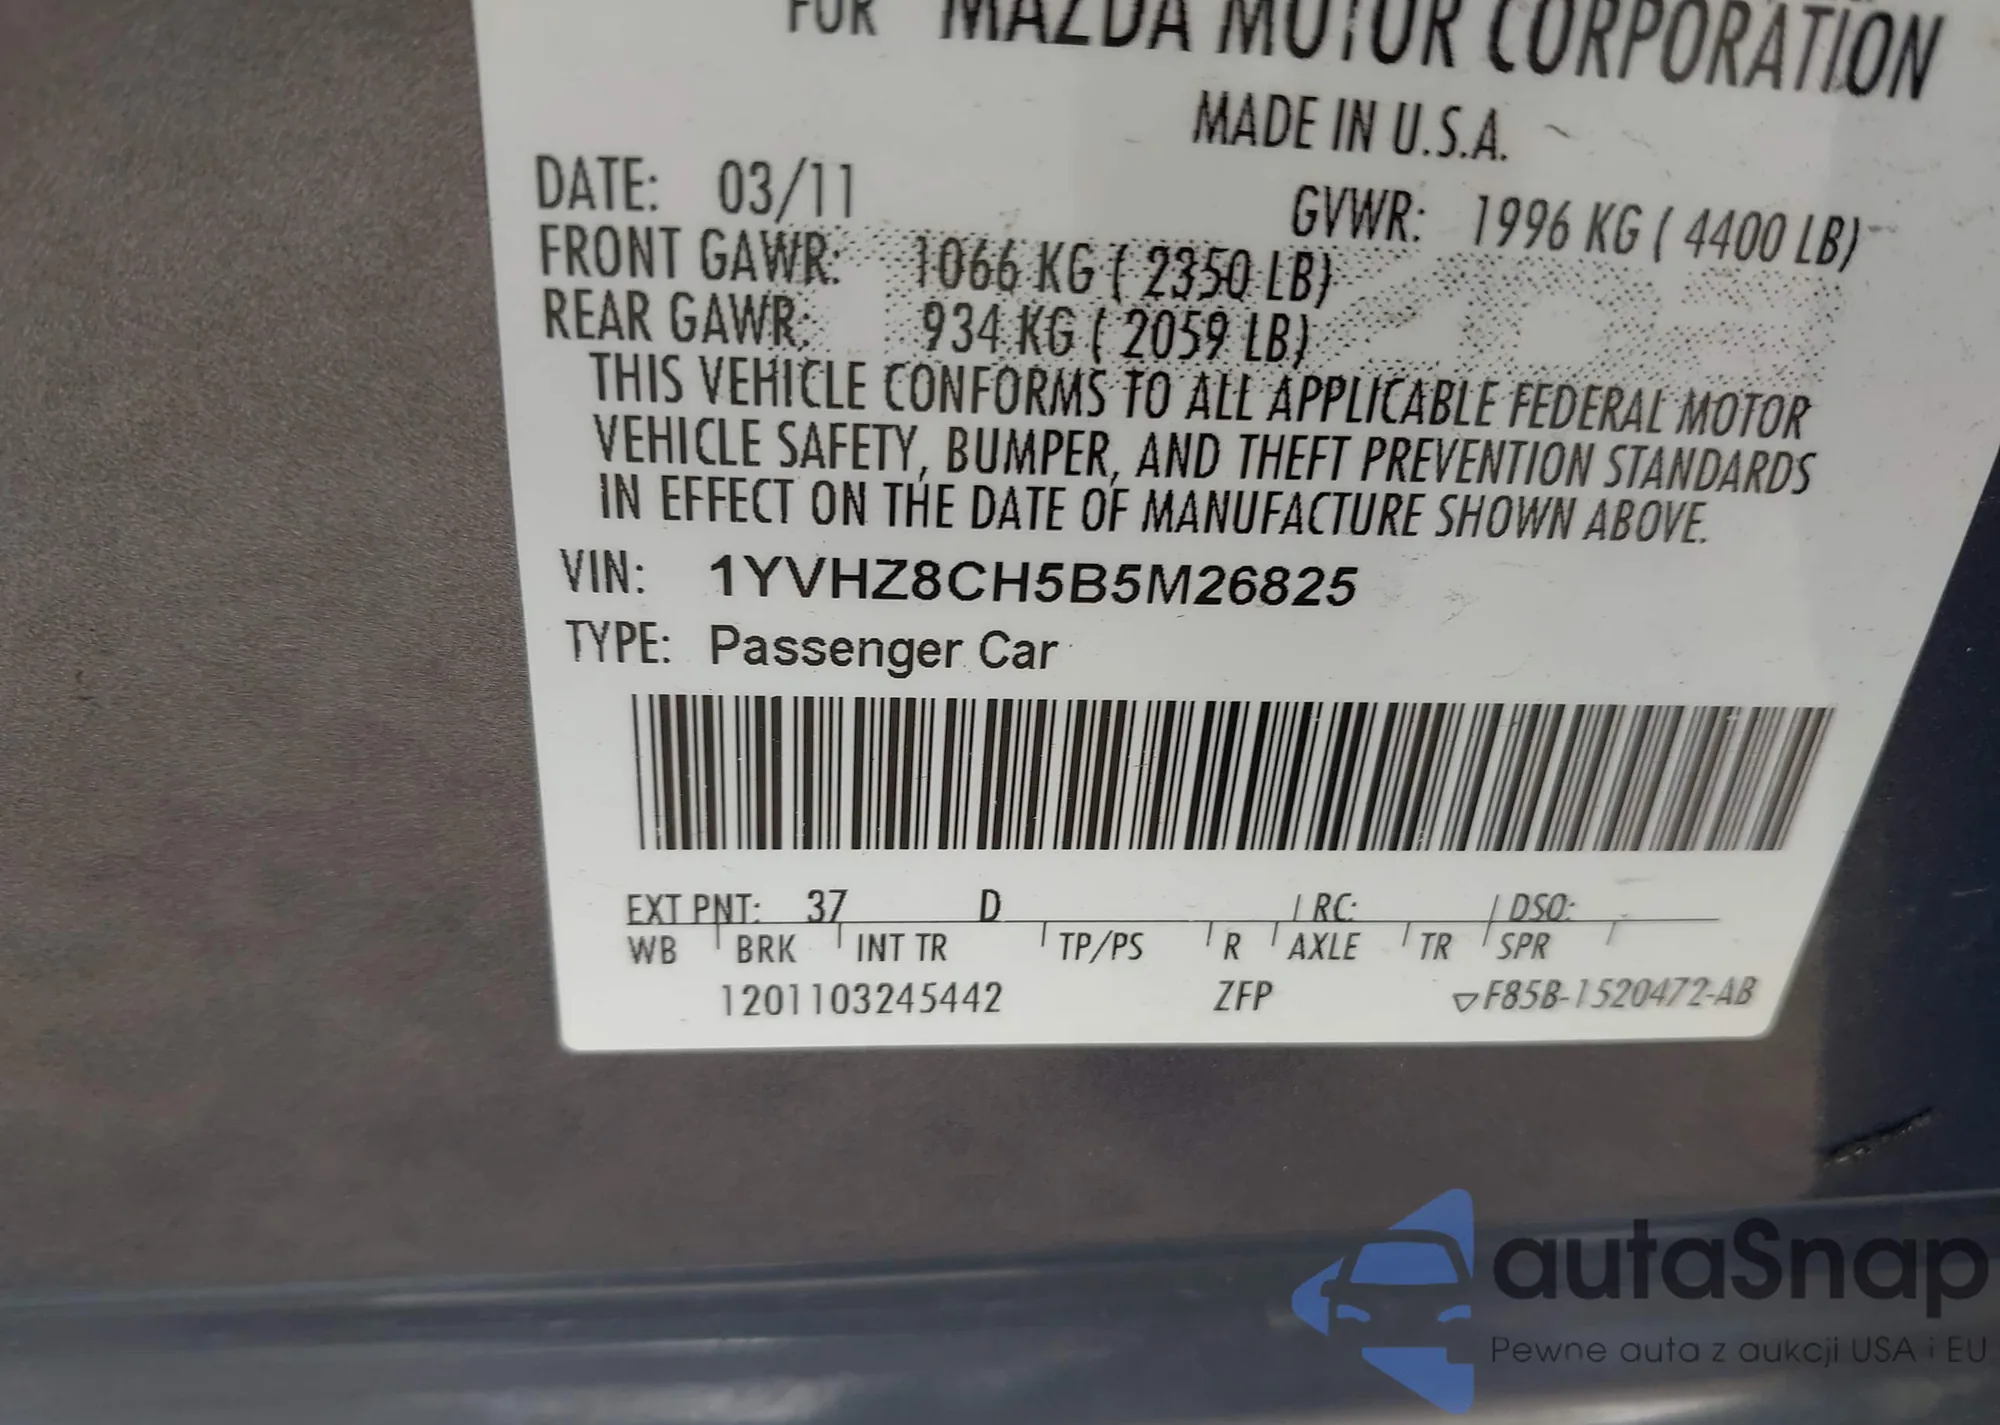 FOR MAZDA MOTOR CORPORATION
MADE IN U.S.A.
DATE: 03/11
GVWR: 1996 KG ( 4400 LB)
FRONT GAWR: 1066 KG ( 2350 LB)
REAR GAWR: 934 KG ( 2059 LB)
THIS VEHICLE CONFORMS TO ALL APPLICABLE FEDERAL MOTOR
VEHICLE SAFETY, BUMPER, AND THEFT PREVENTION STANDARDS
IN EFFECT ON THE DATE OF MANUFACTURE SHOWN ABOVE.
VIN: 1YVHZ8CH5B5M26825
TYPE: Passenger Car
EXT PNT: 37 D RC: DSO:
WB BRK INT TR TP/PS R AXLE TR SPR
1201103245442 ZFP ▽F85B-1520472-AB
autaSnap
Pewne auta z aukcji USA i EU